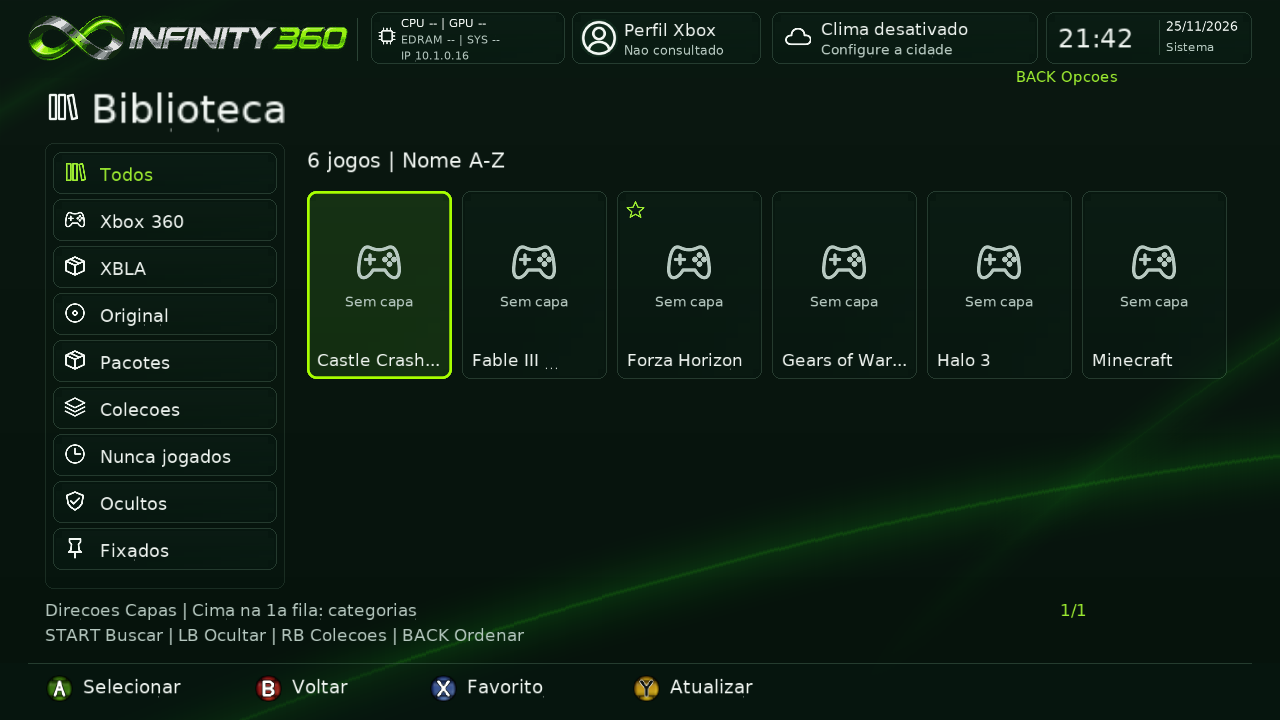 INFINITY 360
CPU -- | GPU --
EDRAM -- | SYS --
IP 10.1.0.16
Perfil Xbox
Nao consultado
Clima desativado
Configure a cidade
21:42
25/11/2026
Sistema
BACK Opcoes
Biblioteca
Todos
Xbox 360
XBLA
Original
Pacotes
Colecoes
Nunca jogados
Ocultos
Fixados
6 jogos | Nome A-Z
Sem capa
Castle Crash...
Sem capa
Fable III ...
Sem capa
Forza Horizon
Sem capa
Gears of War...
Sem capa
Halo 3
Sem capa
Minecraft
Direcoes Capas | Cima na 1a fila: categorias
1/1
START Buscar | LB Ocultar | RB Colecoes | BACK Ordenar
A Selecionar
B Voltar
X Favorito
Y Atualizar